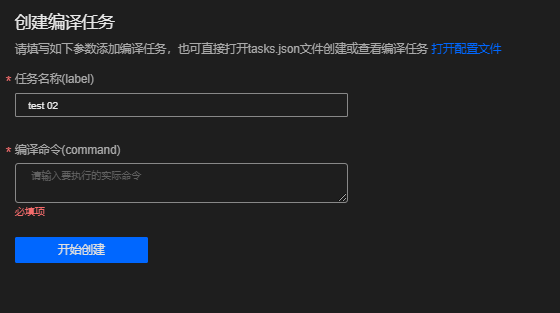 创建编译任务
请填写如下参数添加编译任务，也可直接打开tasks.json文件创建或查看编译任务 打开配置文件
* 任务名称(label)
test 02
* 编译命令(command)
请输入要执行的实际命令
必填项
开始创建